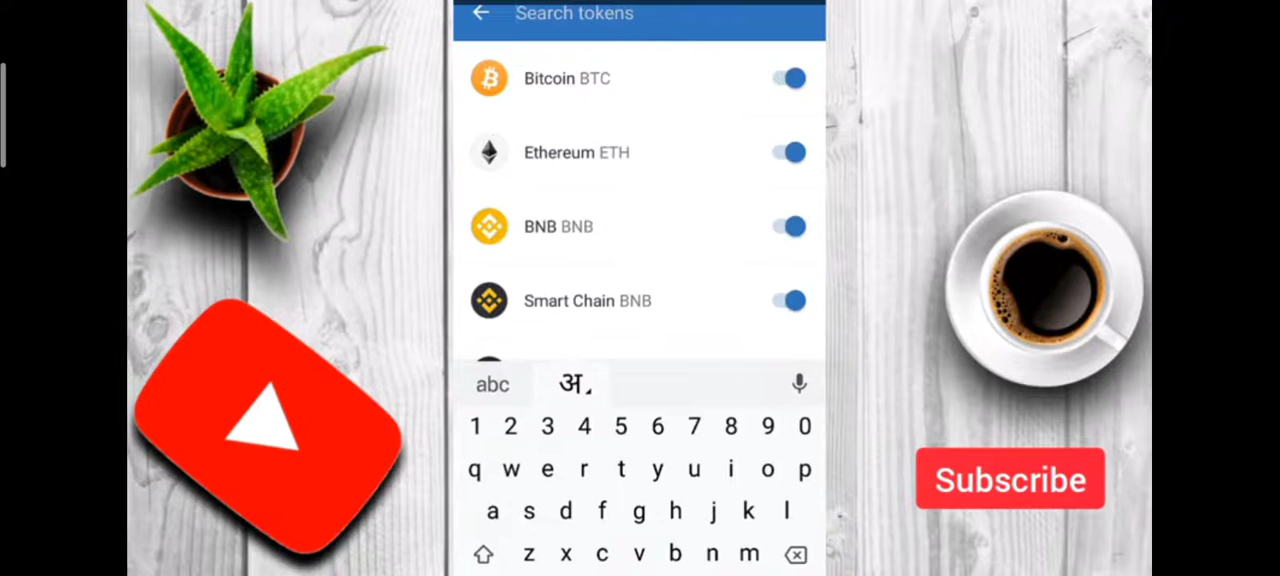 Search tokens
Bitcoin BTC
Ethereum ETH
BNB BNB
Smart Chain BNB
abc अ
1 2 3 4 5 6 7 8 9 0
q w e r t y u i o p
a s d f g h j k l
z x c v b n m
Subscribe